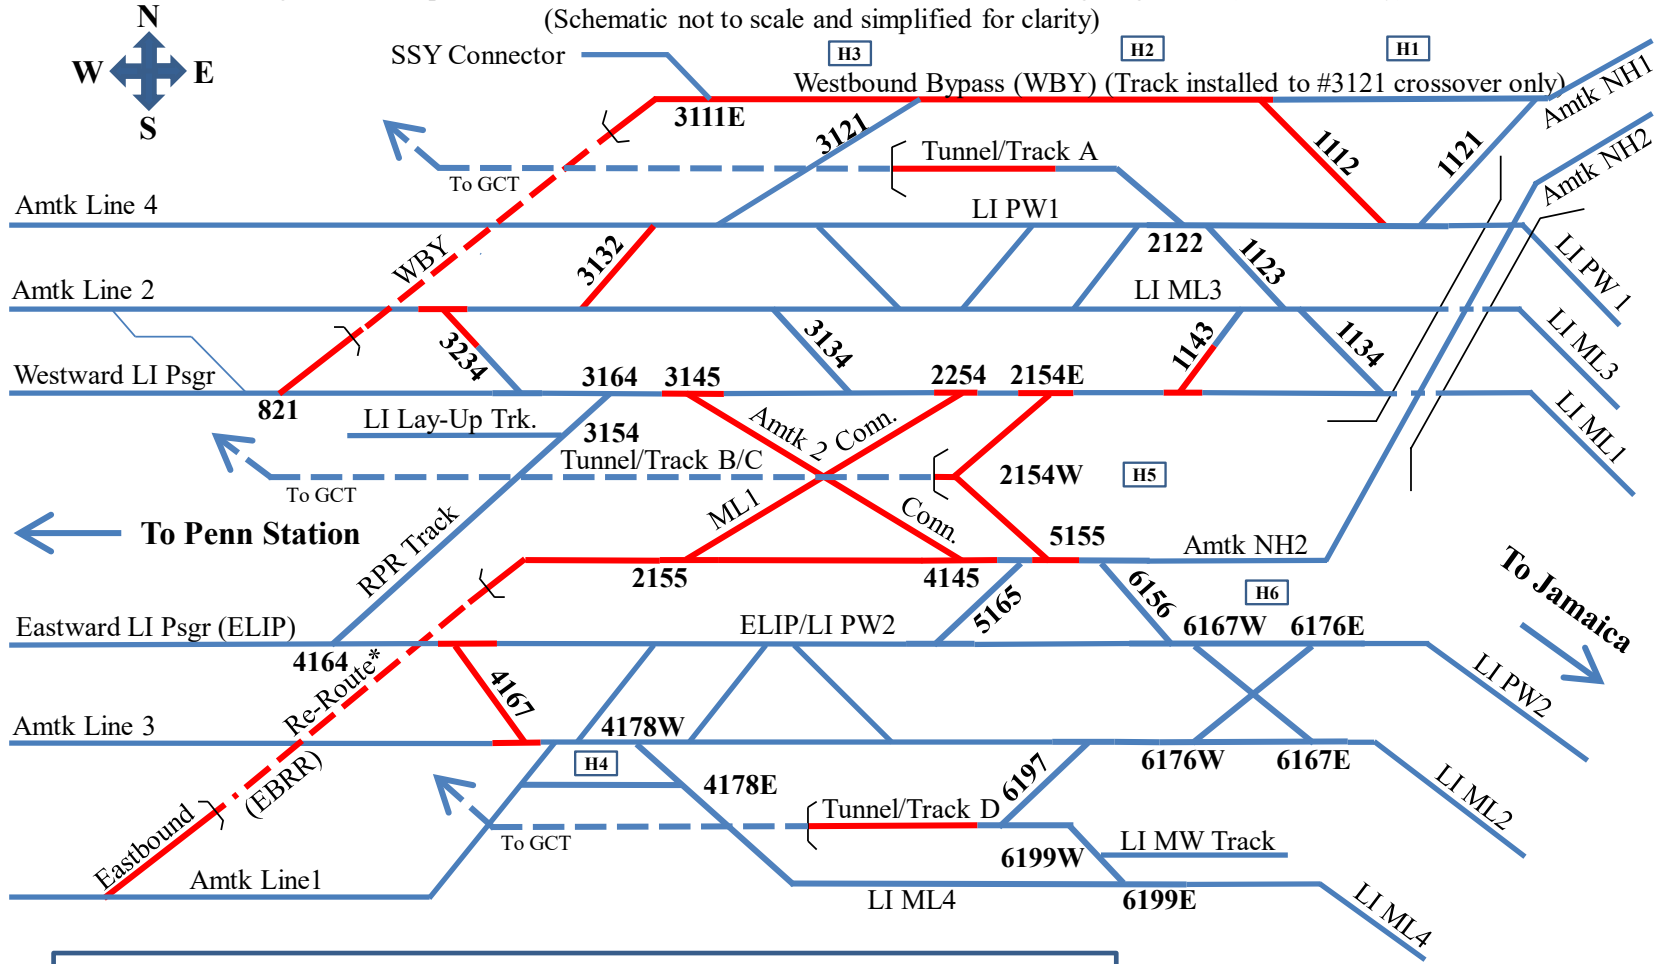 N
(Schematic not to scale and simplified for clarity)
SSY Connector
H3
H2
H1
W
E
Westbound Bypass (WBY) (Track installed to #3121 crossover only)
Amtk NH1
S
3111E
3121
Tunnel/Track A
1112
1121
Amtk NH2
To GCT
Amtk Line 4
LI PW1
WBY
3132
2122
1123
LI PW 1
Amtk Line 2
LI ML3
3234
3134
1143
1134
LI ML3
Westward LI Psgr
3164
3145
2254
2154E
821
LI Lay-Up Trk.
3154
Amtk 2
Conn.
LI ML1
Tunnel/Track B/C
2154W
H5
To GCT
ML1
Conn.
To Penn Station
RPR Track
5155
Amtk NH2
To Jamaica
2155
4145
5165
6156
H6
Eastward LI Psgr (ELIP)
ELIP/LI PW2
6167W
6176E
4164
Re-Route*
4167
LI PW2
Amtk Line 3
4178W
H4
6176W
6167E
(EBRR)
4178E
6197
LI ML2
Eastbound
Tunnel/Track D
To GCT
6199W
LI MW Track
Amtk Line1
LI ML4
6199E
LI ML4